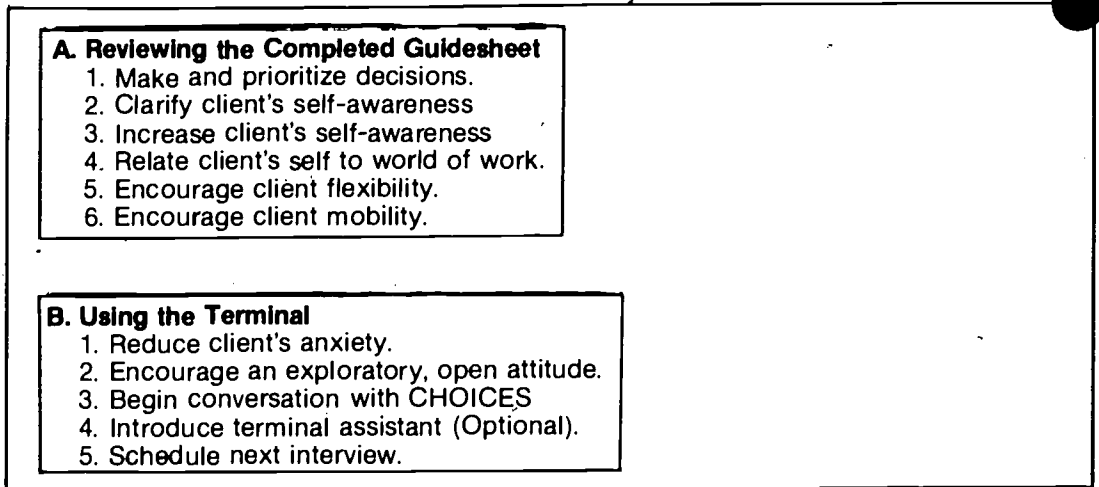 A. Reviewing the Completed Guidesheet
1. Make and prioritize decisions.
2. Clarify client's self-awareness
3. Increase client's self-awareness
4. Relate client's self to world of work.
5. Encourage client flexibility.
6. Encourage client mobility.
B. Using the Terminal
1. Reduce client's anxiety.
2. Encourage an exploratory, open attitude.
3. Begin conversation with CHOICES
4. Introduce terminal assistant (Optional).
5. Schedule next interview.